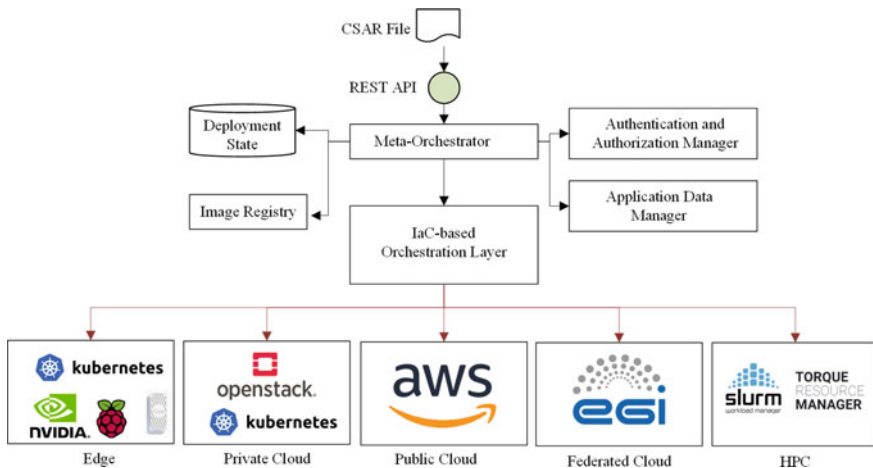 CSAR File
REST API
Deployment
State
Meta-Orchestrator
Authentication and
Authorization Manager
Image Registry
Application Data
Manager
IaC-based
Orchestration Layer
kubernetes
NVIDIA.
openstack.
kubernetes
aws
eGi
slurm
workload manager
TORQUE
RESOURCE
MANAGER
Edge
Private Cloud
Public Cloud
Federated Cloud
HPC